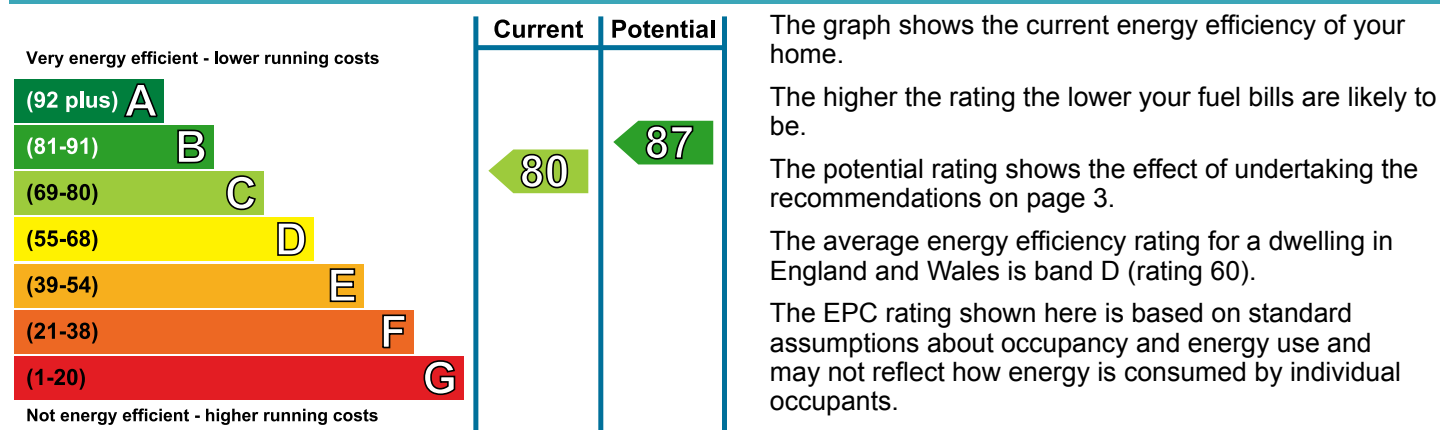 Current Potential
Very energy efficient - lower running costs
(92 plus) A
(81-91) B
(69-80) C
(55-68) D
(39-54) E
(21-38) F
(1-20) G
Not energy efficient - higher running costs
80
87
The graph shows the current energy efficiency of your
home.
The higher the rating the lower your fuel bills are likely to
be.
The potential rating shows the effect of undertaking the
recommendations on page 3.
The average energy efficiency rating for a dwelling in
England and Wales is band D (rating 60).
The EPC rating shown here is based on standard
assumptions about occupancy and energy use and
may not reflect how energy is consumed by individual
occupants.